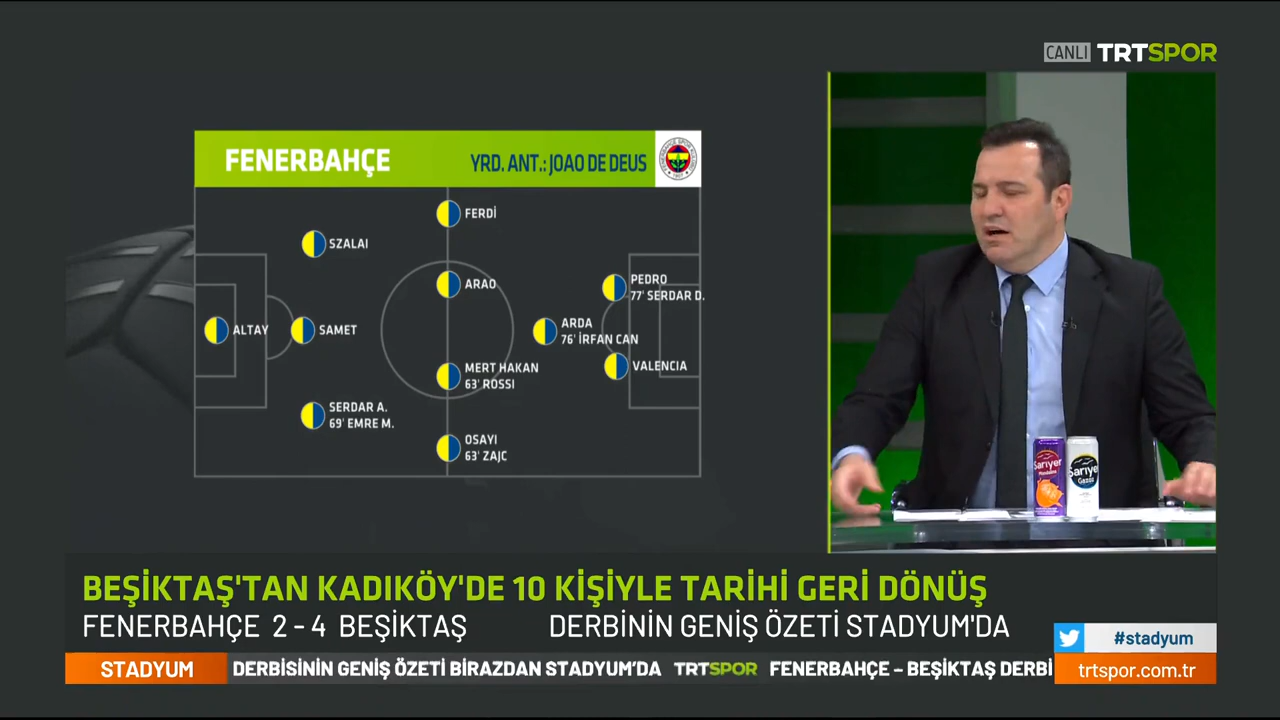 CANLI TRTSPOR
FENERBAHÇE
YRD. ANT.: JOAO DE DEUS
FERDİ
SZALAI
PEDRO
77' SERDAR D.
ARAO
ARDA
76' İRFAN CAN
ALTAY
SAMET
MERT HAKAN
63' ROSSI
VALENCIA
SERDAR A.
69' EMRE M.
OSAYI
63' ZAJC
Sarıyer
Sarıyer
Gazoz
BEŞİKTAŞ'TAN KADIKÖY'DE 10 KİŞİYLE TARİHİ GERİ DÖNÜŞ
FENERBAHÇE 2 - 4 BEŞİKTAŞ
DERBİNİN GENİŞ ÖZETİ STADYUM'DA
#stadyum
STADYUM
DERBİSİNİN GENİŞ ÖZETİ BİRAZDAN STADYUM'DA TRTSPOR FENERBAHÇE – BEŞİKTAŞ DERBİ
trtspor.com.tr